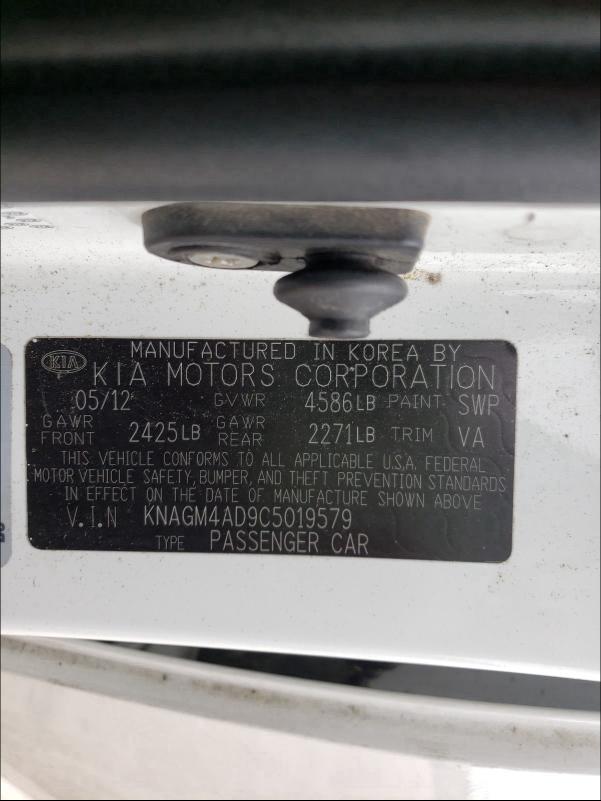 KIA
MANUFACTURED IN KOREA BY
KIA MOTORS CORPORATION
05/12 GVWR 4586LB PAINT SWP
GAWR FRONT 2425LB GAWR REAR 2271LB TRIM VA
THIS VEHICLE CONFORMS TO ALL APPLICABLE U.S.A. FEDERAL
MOTOR VEHICLE SAFETY, BUMPER, AND THEFT PREVENTION STANDARDS
IN EFFECT ON THE DATE OF MANUFACTURE SHOWN ABOVE
V.I.N KNAGM4AD9C5019579
TYPE PASSENGER CAR